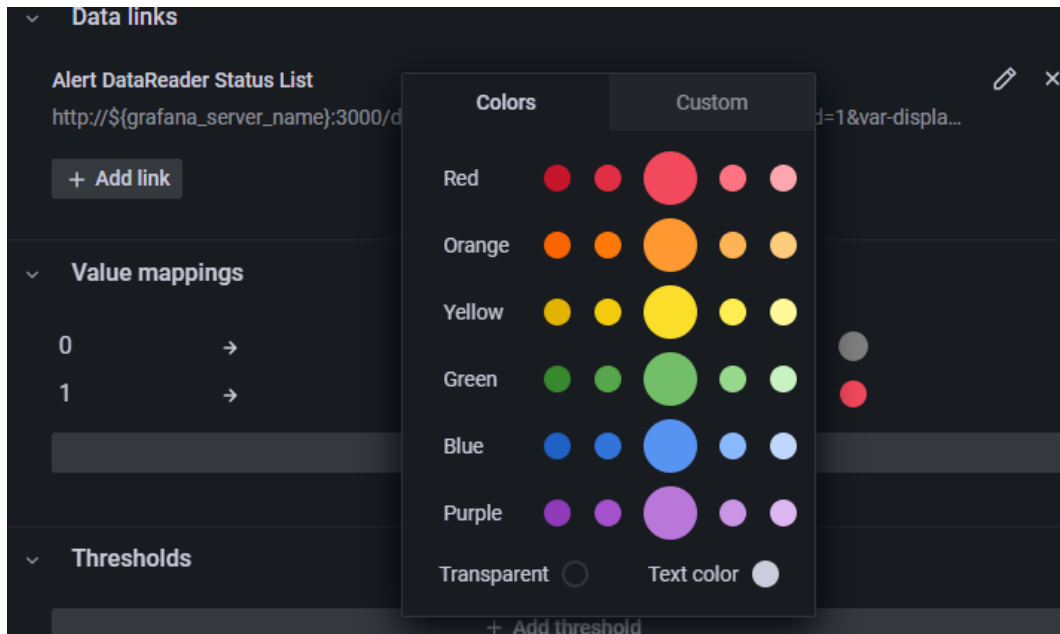 Data links
Alert DataReader Status List
http://${grafana_server_name}:3000/d
d=1&var-displa...
+ Add link
Colors
Custom
Red
Orange
Yellow
Green
Blue
Purple
Transparent
Text color
Value mappings
0
1
Thresholds
+ Add threshold